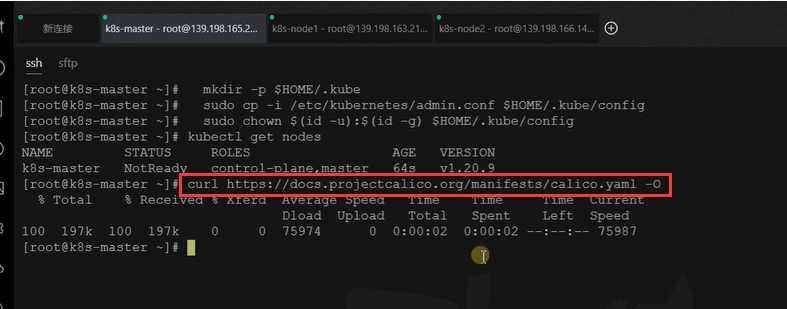 新连接 k8s-master - root@139.198.165.2... k8s-node1 - root@139.198.163.21... k8s-node2 - root@139.198.166.14...
ssh sftp
[root@k8s-master ~]# mkdir -p $HOME/.kube
[root@k8s-master ~]# sudo cp -i /etc/kubernetes/admin.conf $HOME/.kube/config
[root@k8s-master ~]# sudo chown $(id -u):$(id -g) $HOME/.kube/config
[root@k8s-master ~]# kubectl get nodes
NAME STATUS ROLES AGE VERSION
k8s-master NotReady control-plane,master 64s v1.20.9
[root@k8s-master ~]# curl https://docs.projectcalico.org/manifests/calico.yaml -O
% Total % Received % Xferd Average Speed Time Time Time Current
Dload Upload Total Spent Left Speed
100 197k 100 197k 0 0 75974 0 0:00:02 0:00:02 --:--:-- 75987
[root@k8s-master ~]#